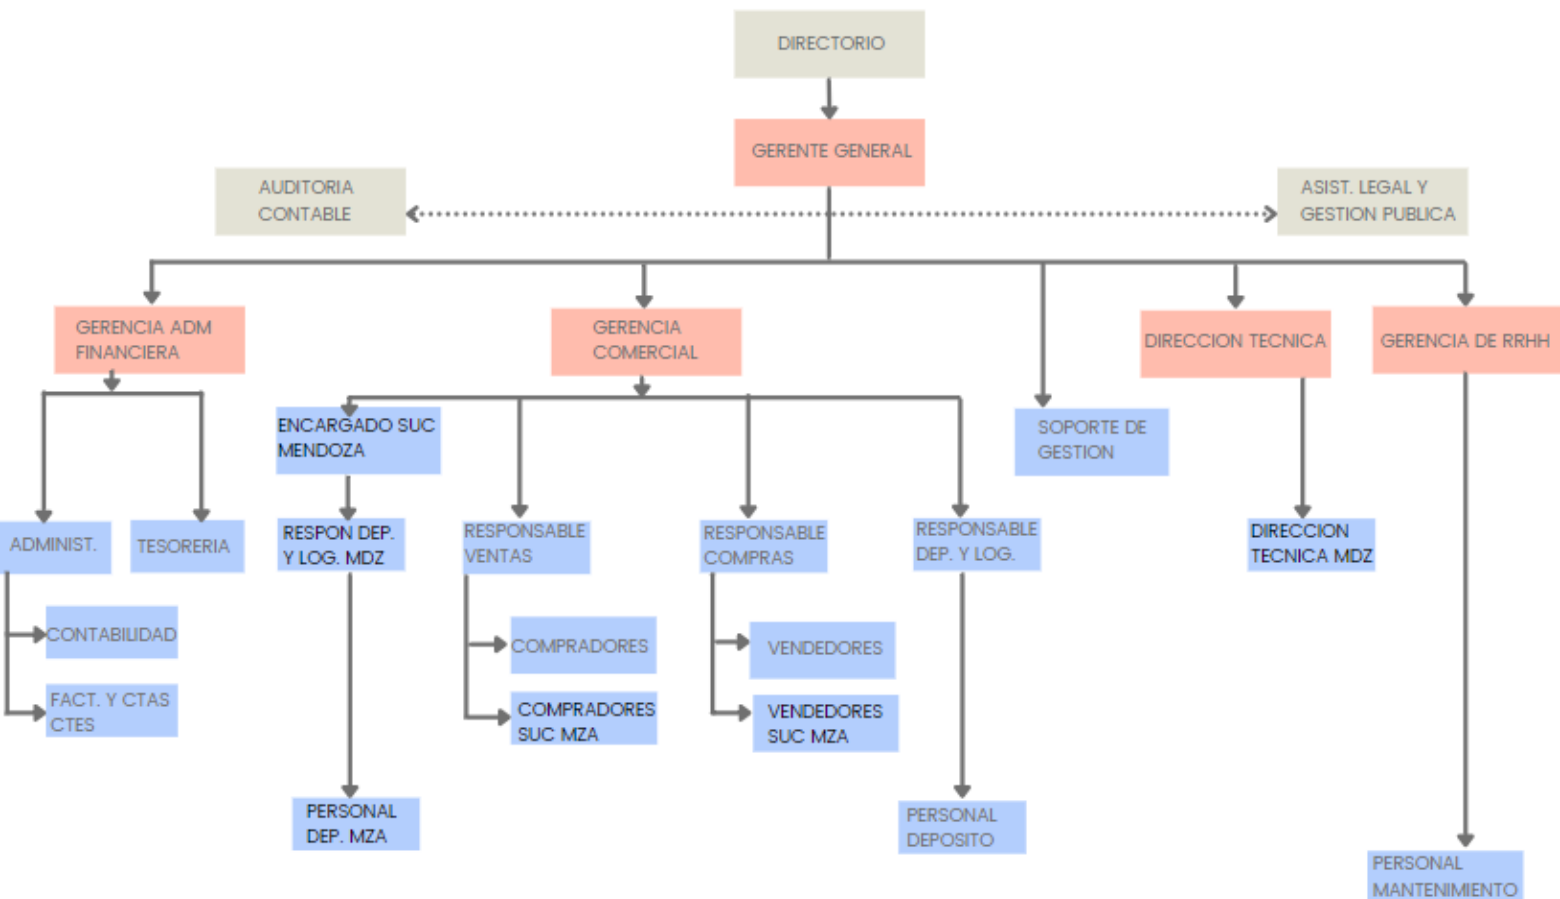 DIRECTORIO
GERENTE GENERAL
AUDITORIA
CONTABLE
ASIST. LEGAL Y
GESTION PUBLICA
GERENCIA ADM
FINANCIERA
GERENCIA
COMERCIAL
DIRECCION TECNICA
GERENCIA DE RRHH
ENCARGADO SUC
MENDOZA
SOPORTE DE
GESTION
ADMINIST.
TESORERIA
RESPON DEP.
Y LOG. MDZ
RESPONSABLE
VENTAS
RESPONSABLE
COMPRAS
RESPONSABLE
DEP. Y LOG.
DIRECCION
TECNICA MDZ
CONTABILIDAD
COMPRADORES
VENDEDORES
FACT. Y CTAS
CTES
COMPRADORES
SUC MZA
VENDEDORES
SUC MZA
PERSONAL
DEP. MZA
PERSONAL
DEPOSITO
PERSONAL
MANTENIMIENTO